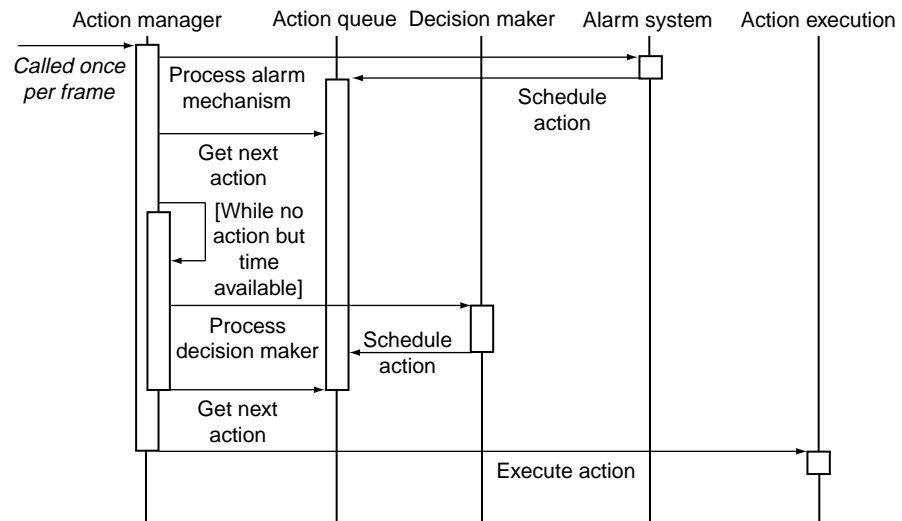 Action manager
Action queue
Decision maker
Alarm system
Action execution
Called once
per frame
Process alarm
mechanism
Schedule
action
Get next
action
[While no
action but
time
available]
Process
decision maker
Schedule
action
Get next
action
Execute action